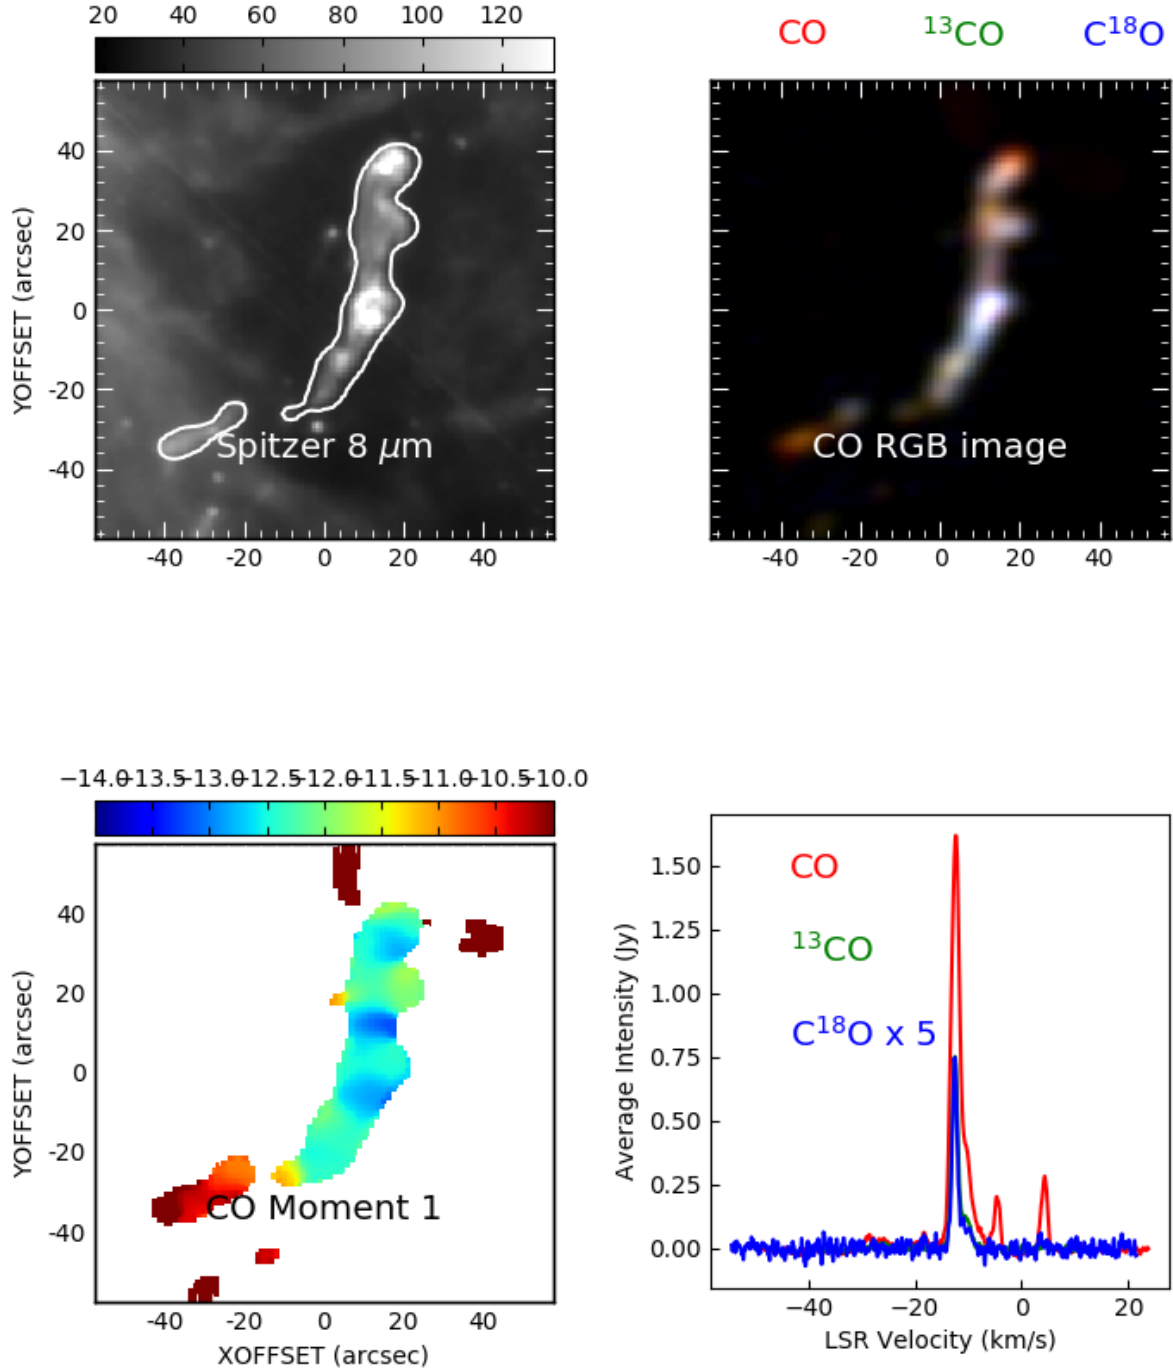 20 40 60 80 100 120
CO ¹³CO C¹⁸O
40
20
0
-20
-40
YOFFSET (arcsec)
Spitzer 8 μm
-40 -20 0 20 40
CO RGB image
-40 -20 0 20 40
−14.0−13.5−13.0−12.5−12.0−11.5−11.0−10.5−10.0
40
20
0
-20
-40
YOFFSET (arcsec)
CO Moment 1
-40 -20 0 20 40
XOFFSET (arcsec)
1.50
1.25
1.00
0.75
0.50
0.25
0.00
Average Intensity (Jy)
CO
¹³CO
C¹⁸O x 5
−40 −20 0 20
LSR Velocity (km/s)